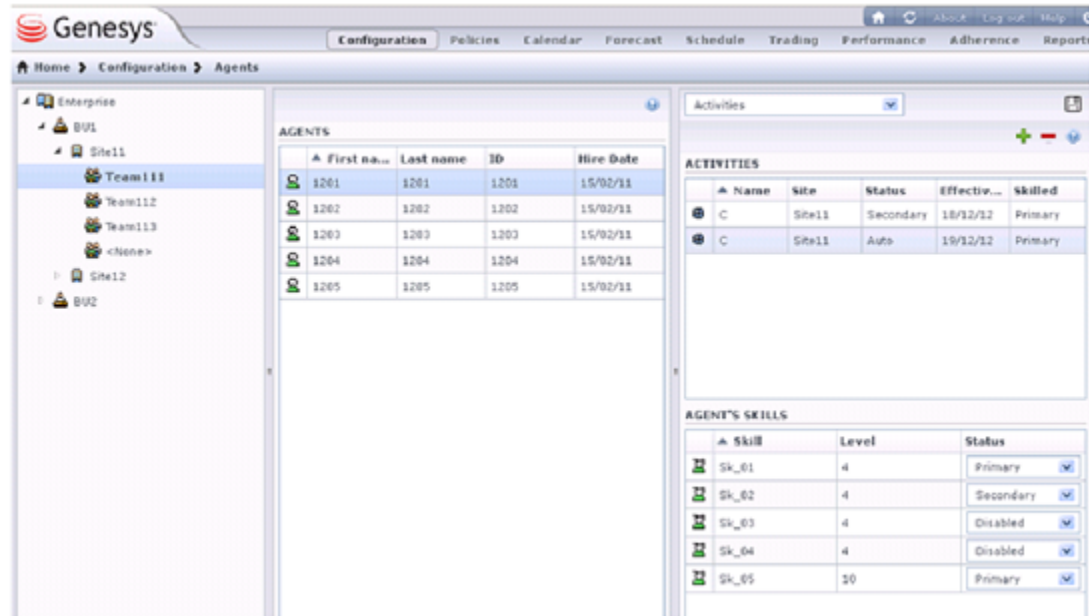 Genesys
About Log out Help
Configuration Policies Calendar Forecast Schedule Trading Performance Adherence Reports
Home > Configuration > Agents
Enterprise
BU1
Site11
Team111
Team112
Team113
<None>
Site12
BU2
AGENTS
First na... Last name ID Hire Date
1201 1201 1201 15/02/11
1202 1202 1202 15/02/11
1203 1203 1203 15/02/11
1204 1204 1204 15/02/11
1205 1205 1205 15/02/11
Activities
ACTIVITIES
Name Site Status Effectiv... Skilled
C Site11 Secondary 18/12/12 Primary
C Site11 Auto 19/12/12 Primary
AGENT'S SKILLS
Skill Level Status
Sk_01 4 Primary
Sk_02 4 Secondary
Sk_03 4 Disabled
Sk_04 4 Disabled
Sk_05 10 Primary